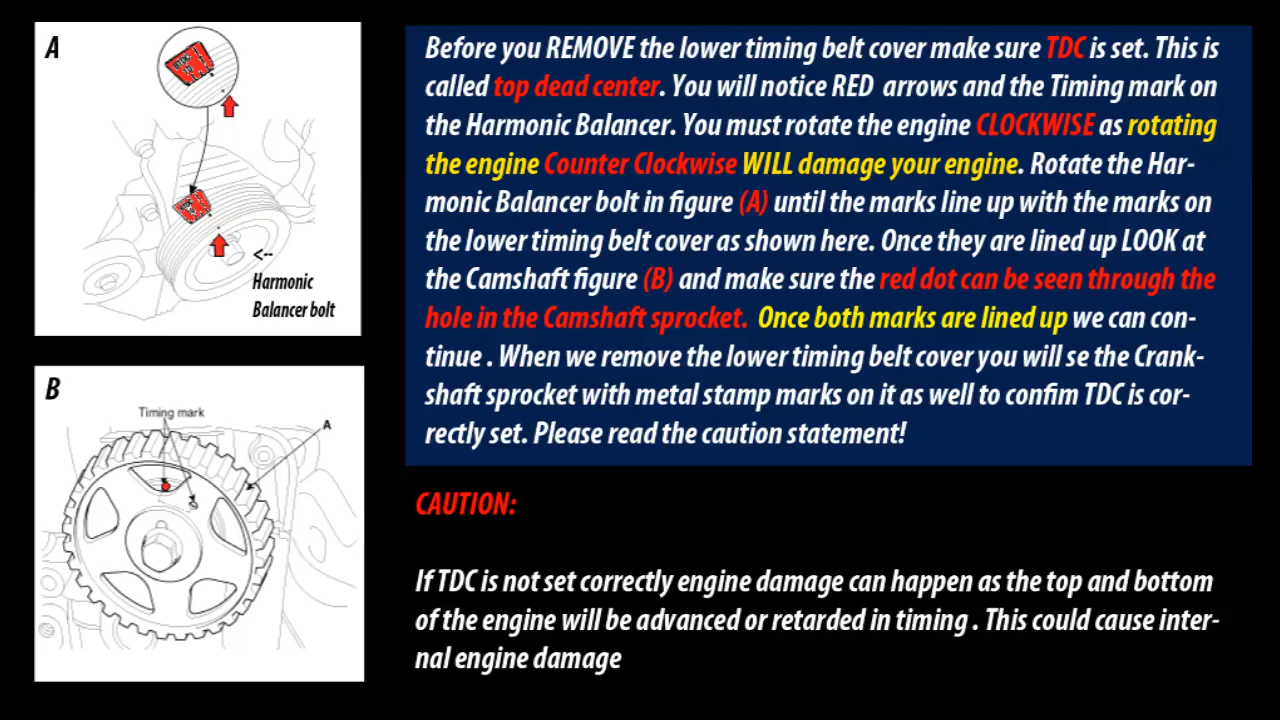 A
<--
Harmonic
Balancer bolt
B
Timing mark
A
Before you REMOVE the lower timing belt cover make sure TDC is set. This is
called top dead center. You will notice RED arrows and the Timing mark on
the Harmonic Balancer. You must rotate the engine CLOCKWISE as rotating
the engine Counter Clockwise WILL damage your engine. Rotate the Har-
monic Balancer bolt in figure (A) until the marks line up with the marks on
the lower timing belt cover as shown here. Once they are lined up LOOK at
the Camshaft figure (B) and make sure the red dot can be seen through the
hole in the Camshaft sprocket. Once both marks are lined up we can con-
tinue . When we remove the lower timing belt cover you will se the Crank-
shaft sprocket with metal stamp marks on it as well to confim TDC is cor-
rectly set. Please read the caution statement!
CAUTION:
If TDC is not set correctly engine damage can happen as the top and bottom
of the engine will be advanced or retarded in timing . This could cause inter-
nal engine damage